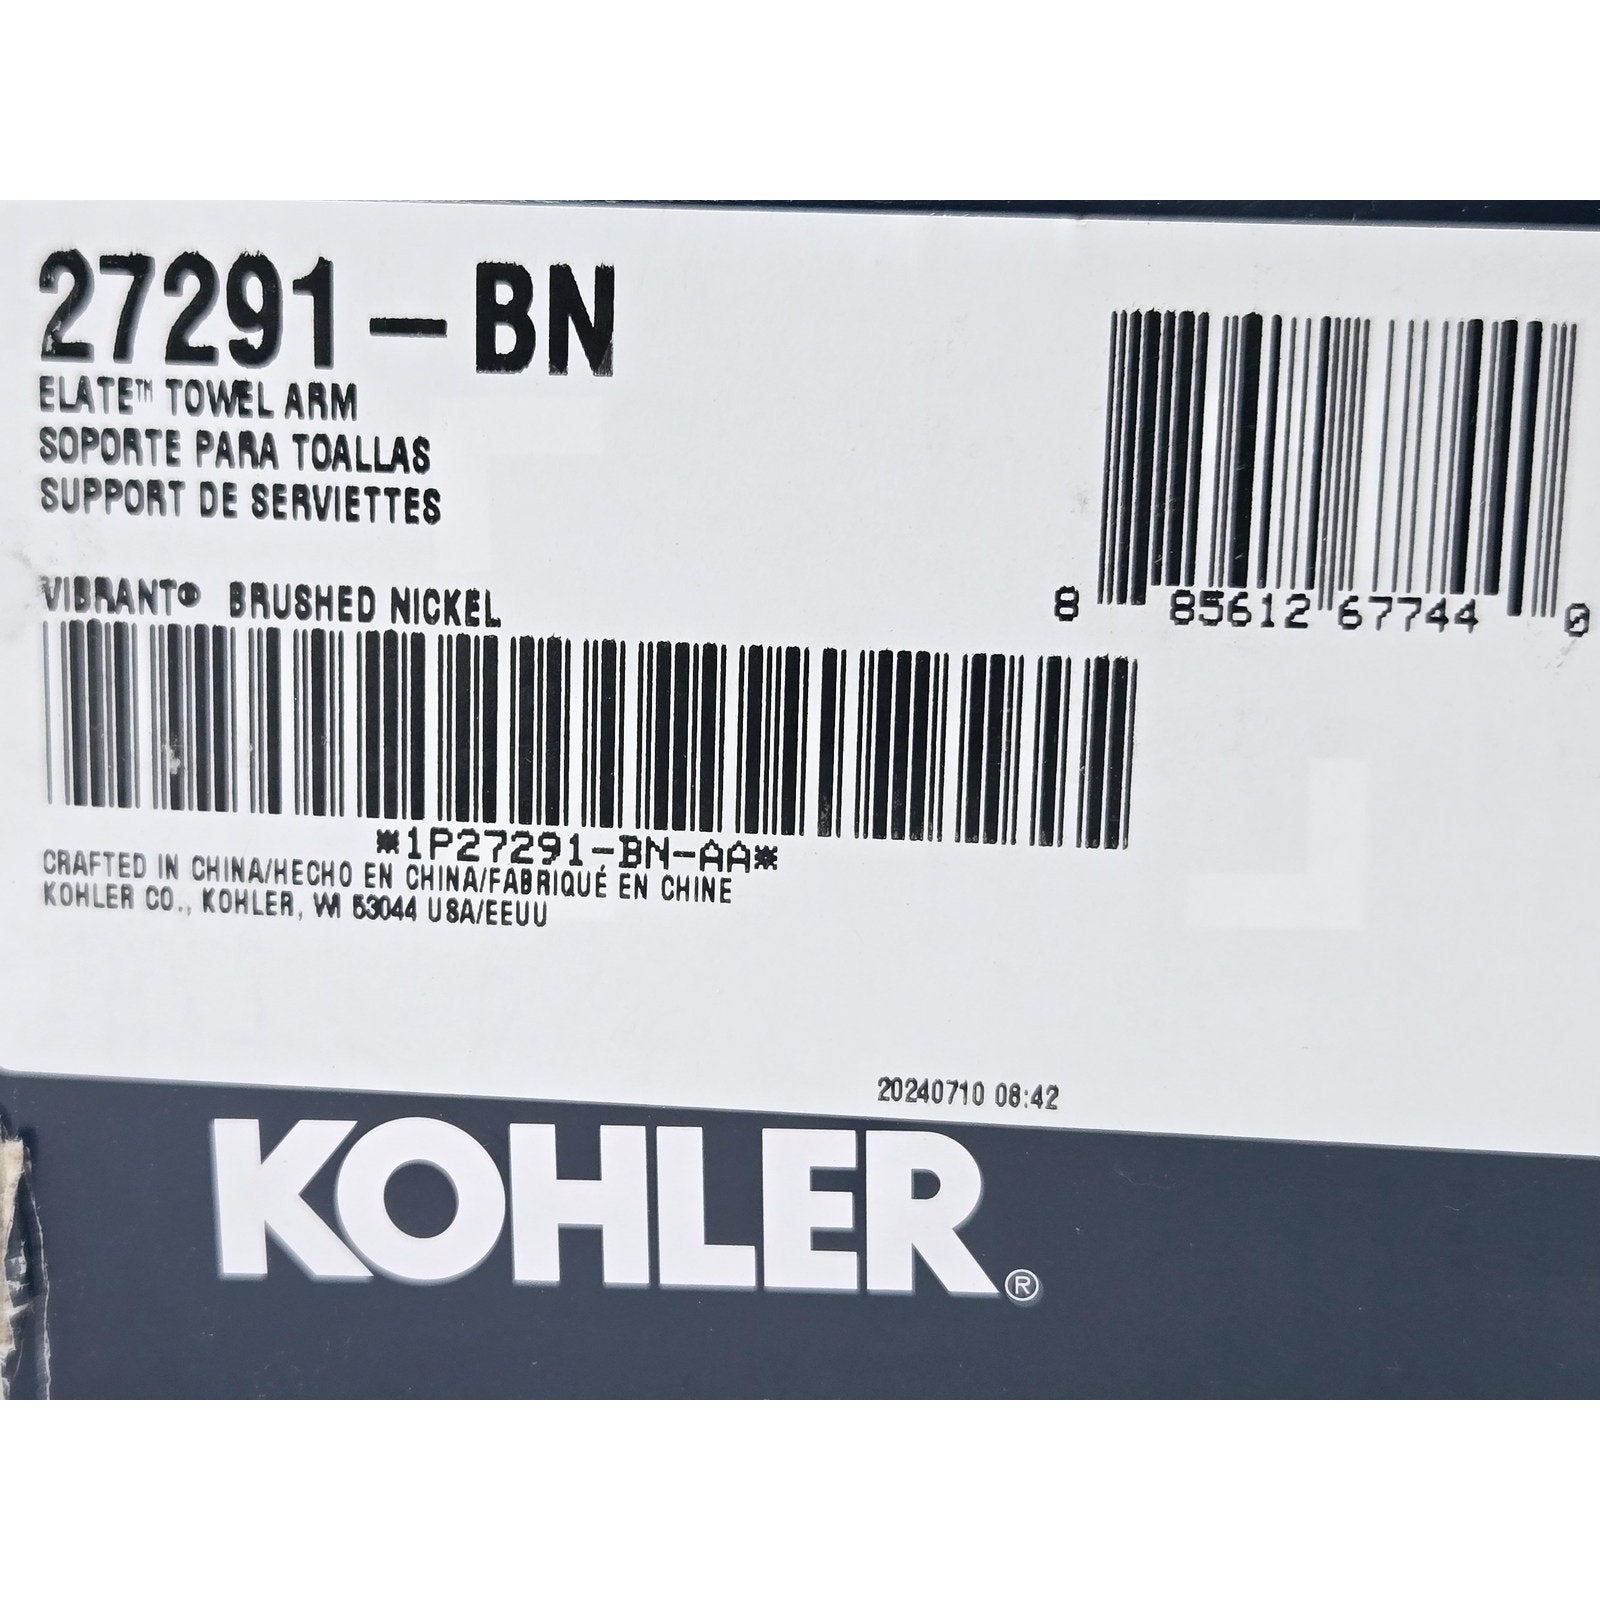 27291-BN
ELATE™ TOWEL ARM
SOPORTE PARA TOALLAS
SUPPORT DE SERVIETTES
VIBRANT® BRUSHED NICKEL
8 85612 67744 0
*1P27291-BN-AA*
CRAFTED IN CHINA/HECHO EN CHINA/FABRIQUÉ EN CHINE
KOHLER CO., KOHLER, WI 53044 USA/EEUU
20240710 08:42
KOHLER®